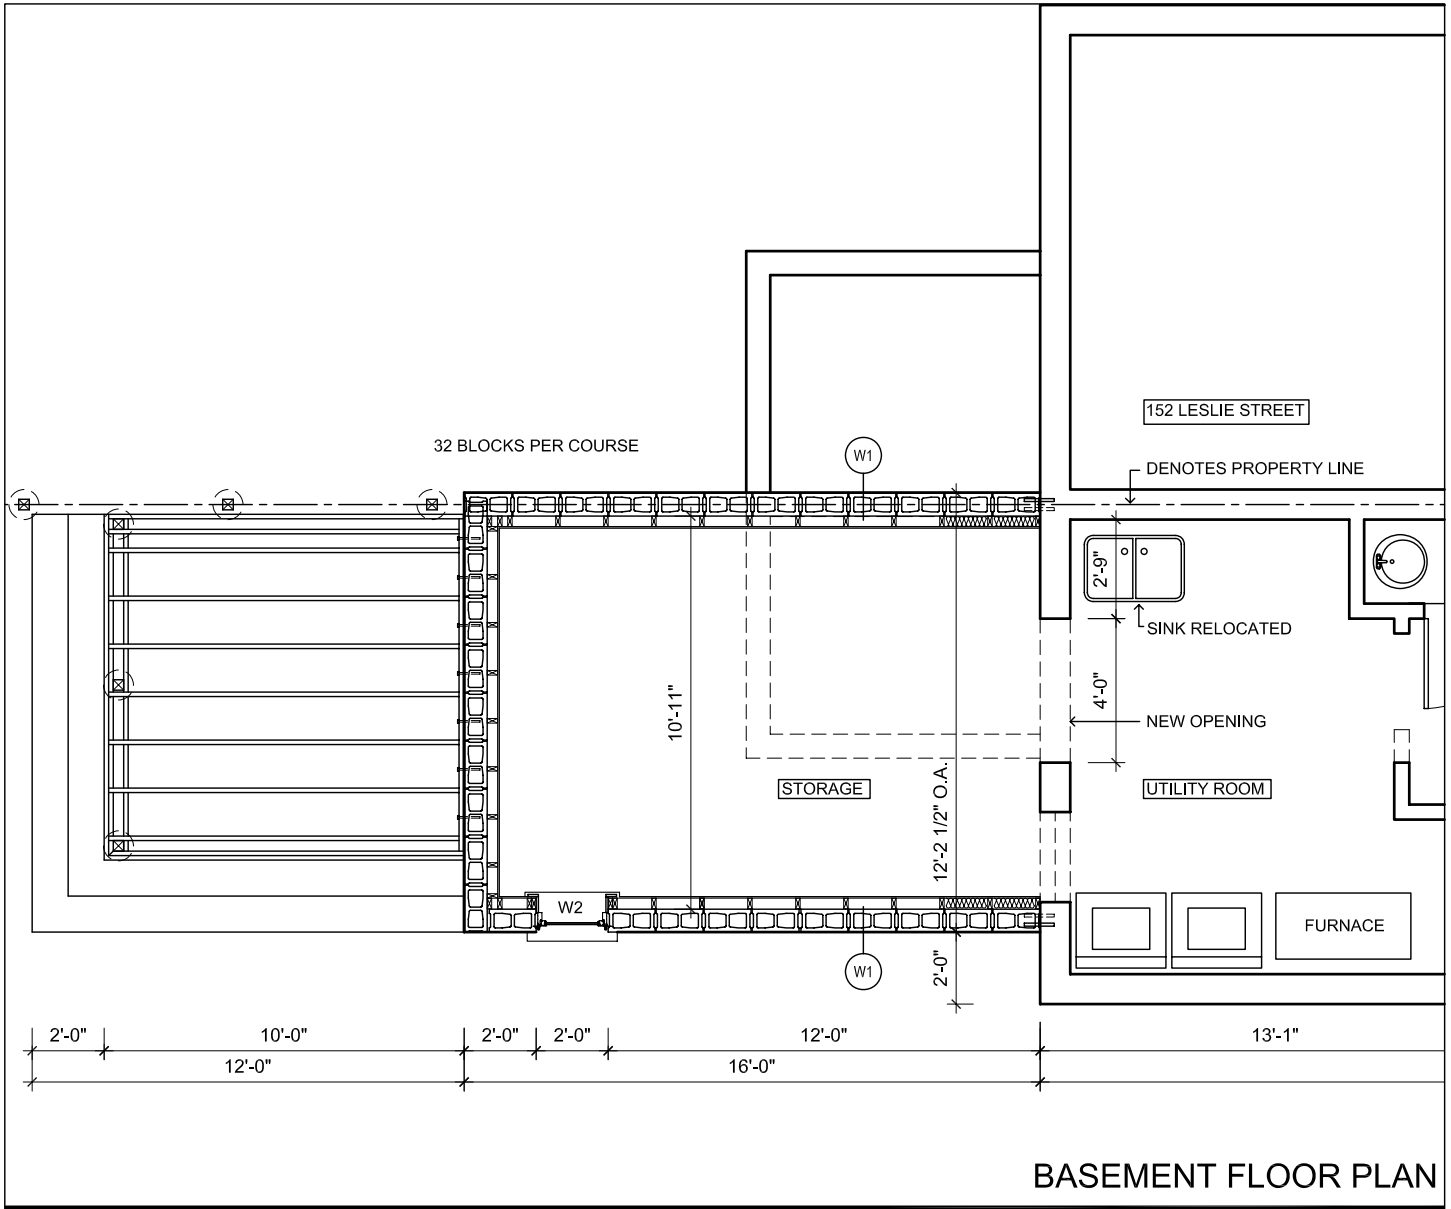 152 LESLIE STREET
32 BLOCKS PER COURSE
W1
DENOTES PROPERTY LINE
2'-9"
SINK RELOCATED
4'-0"
10'-11"
NEW OPENING
STORAGE
UTILITY ROOM
12'-2 1/2" O.A.
W2
FURNACE
W1
2'-0"
2'-0"
10'-0"
2'-0"
2'-0"
12'-0"
13'-1"
12'-0"
16'-0"
BASEMENT FLOOR PLAN